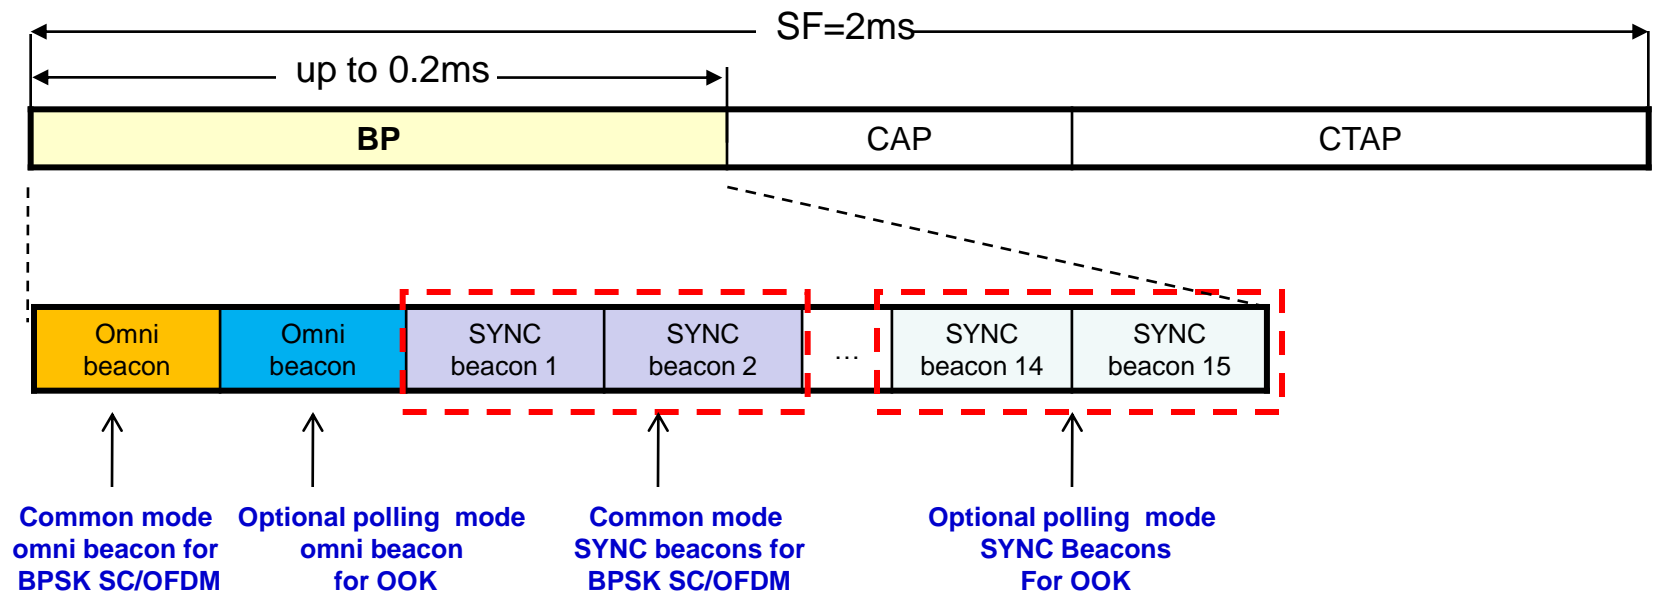 SF=2ms
up to 0.2ms
BP
CAP
CTAP
Omni
beacon
Omni
beacon
SYNC
beacon 1
SYNC
beacon 2
...
SYNC
beacon 14
SYNC
beacon 15
Common mode
omni beacon for
BPSK SC/OFDM
Optional polling mode
omni beacon
for OOK
Common mode
SYNC beacons for
BPSK SC/OFDM
Optional polling mode
SYNC Beacons
For OOK